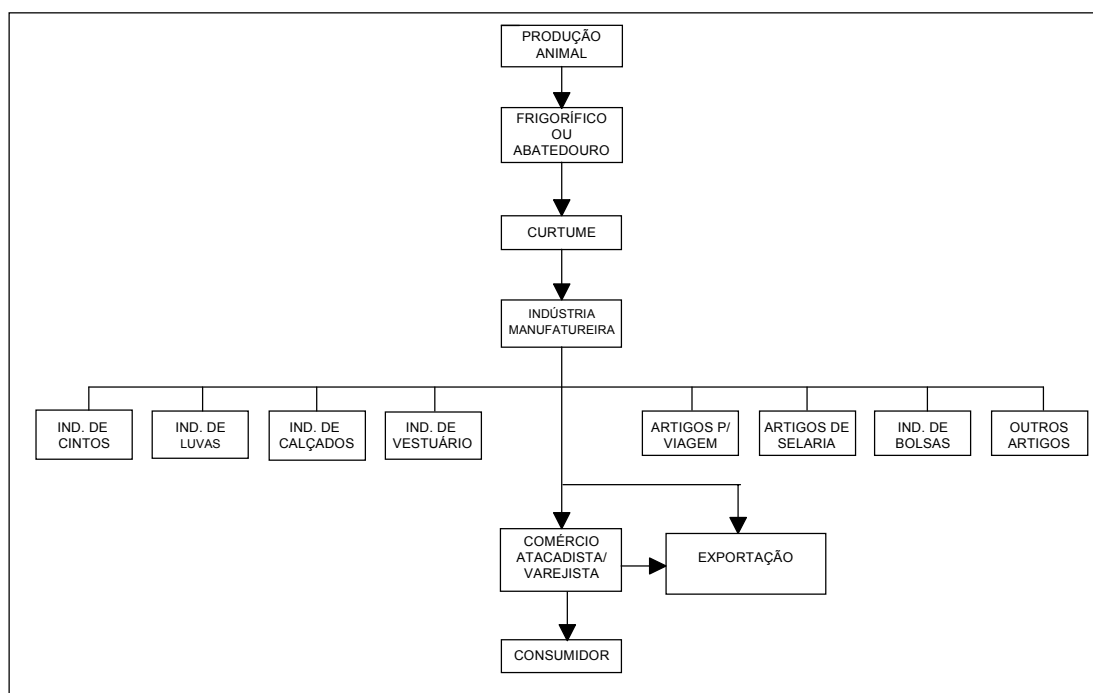 PRODUÇÃO
ANIMAL
FRIGORÍFICO
OU
ABATEDOURO
CURTUME
INDÚSTRIA
MANUFATUREIRA
IND. DE
CINTOS
IND. DE
LUVAS
IND. DE
CALÇADOS
IND. DE
VESTUÁRIO
ARTIGOS P/
VIAGEM
ARTIGOS DE
SELARIA
IND. DE
BOLSAS
OUTROS
ARTIGOS
COMÉRCIO
ATACADISTA/
VAREJISTA
EXPORTAÇÃO
CONSUMIDOR